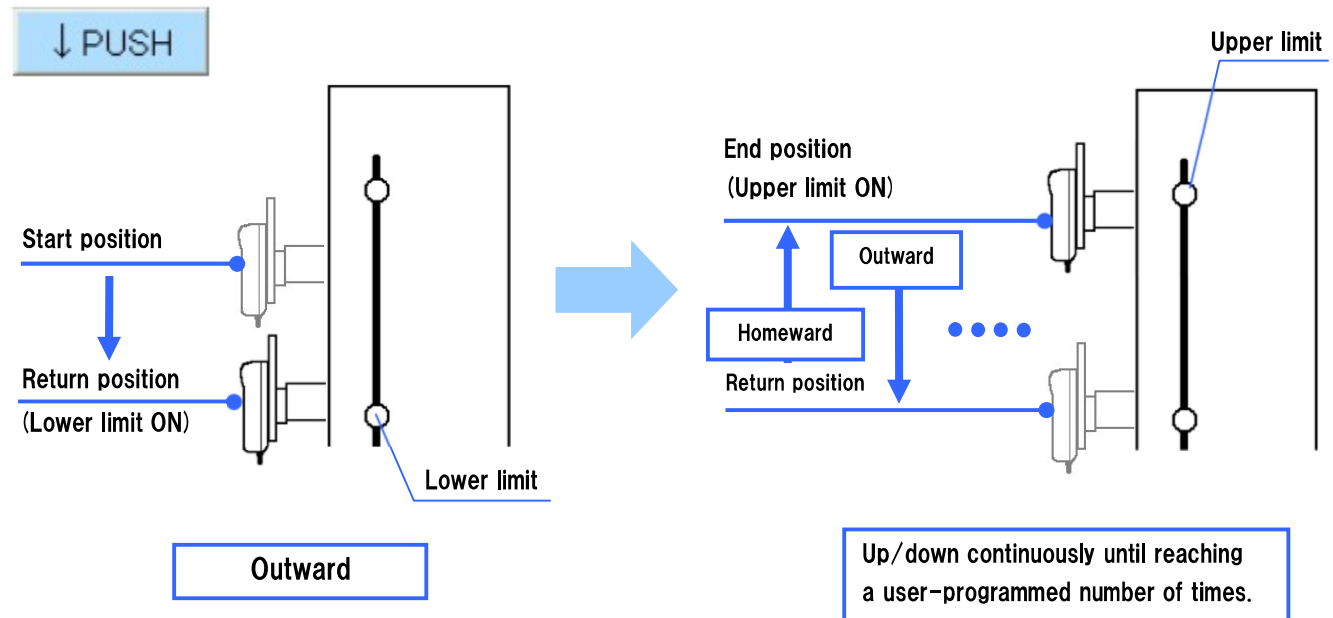 ↓PUSH
Start position
Return position
(Lower limit ON)
Lower limit
Outward
Upper limit
End position
(Upper limit ON)
Outward
Homeward
Return position
Up/down continuously until reaching
a user-programmed number of times.